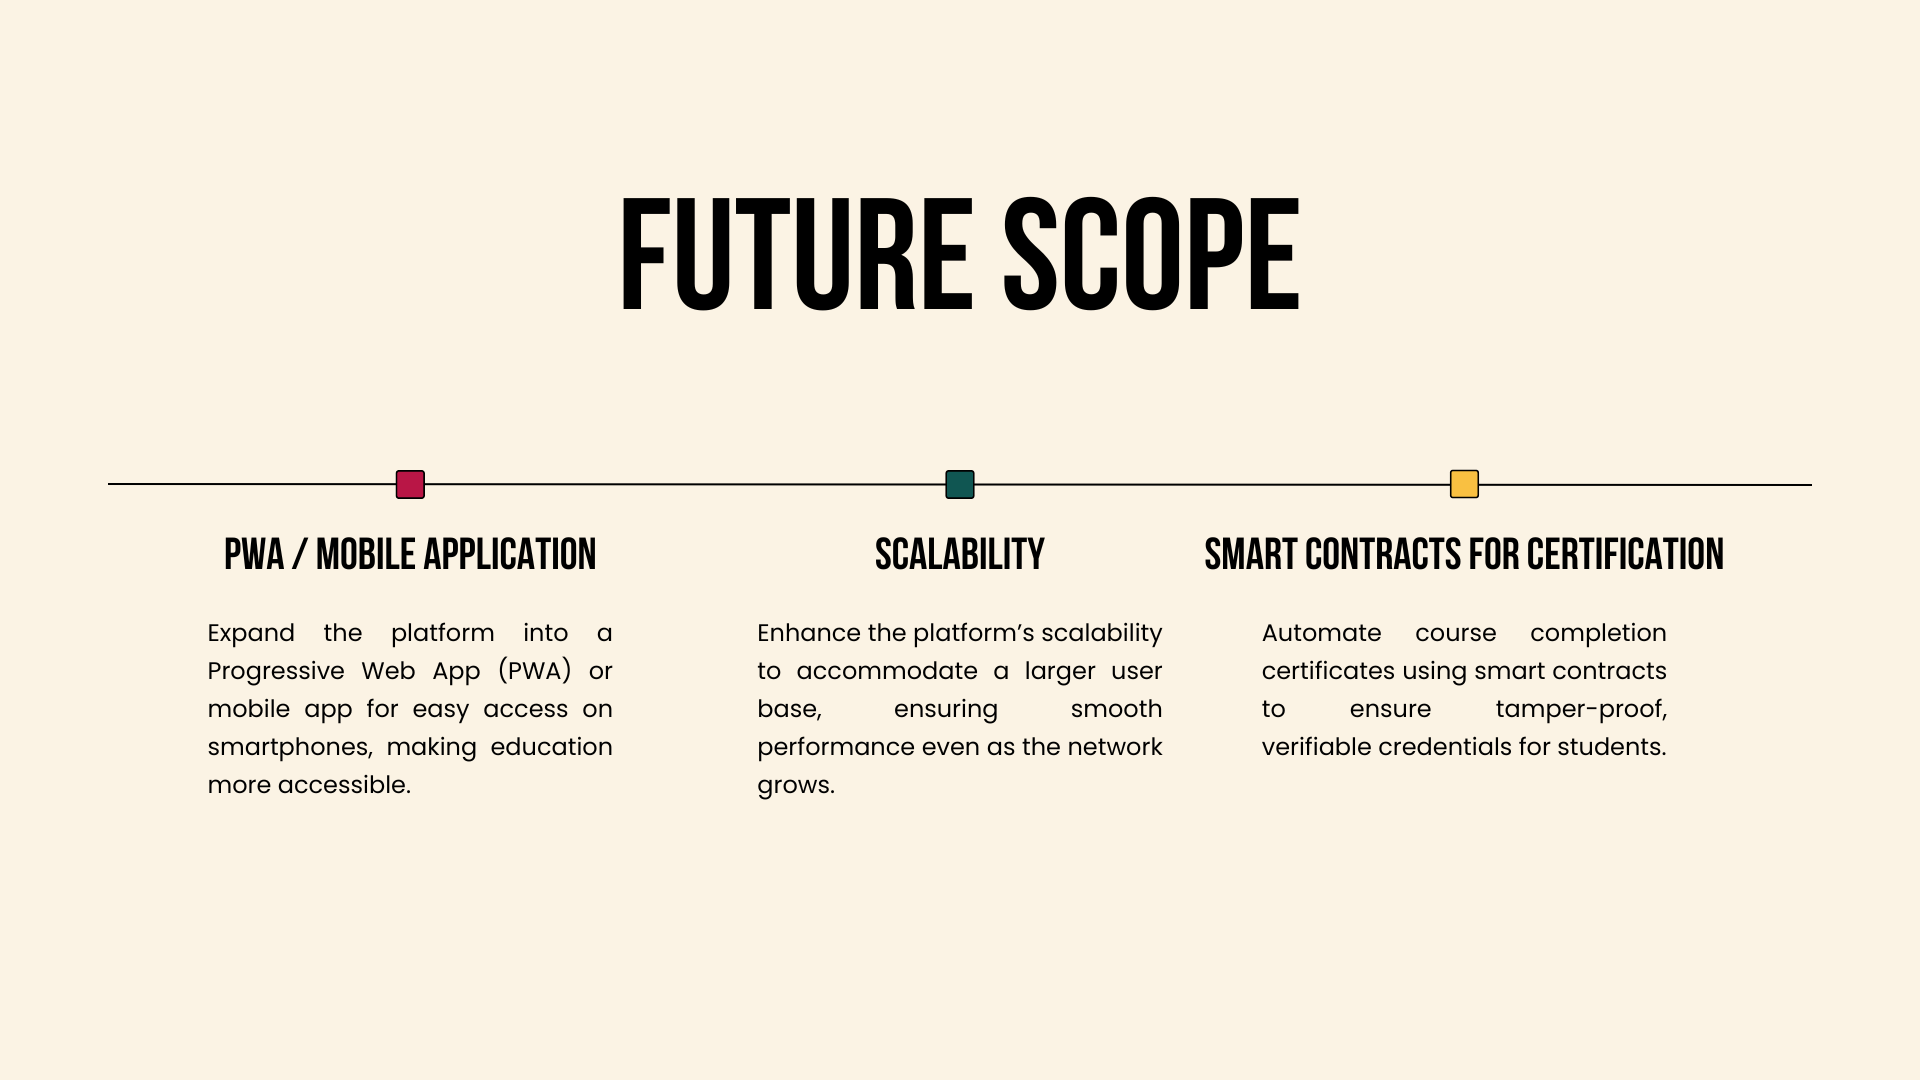 FUTURE SCOPE
PWA / MOBILE APPLICATION
Expand the platform into a
Progressive Web App (PWA) or
mobile app for easy access on
smartphones, making education
more accessible.
SCALABILITY
Enhance the platform’s scalability
to accommodate a larger user
base, ensuring smooth
performance even as the network
grows.
SMART CONTRACTS FOR CERTIFICATION
Automate course completion
certificates using smart contracts
to ensure tamper-proof,
verifiable credentials for students.